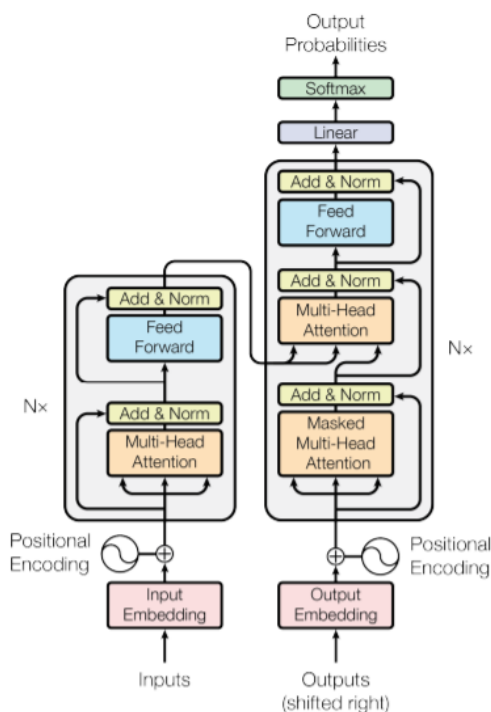 Output
Probabilities
Softmax
Linear
Add & Norm
Feed
Forward
Add & Norm
Multi-Head
Attention
Add & Norm
Masked
Multi-Head
Attention
Nx
Add & Norm
Feed
Forward
Add & Norm
Multi-Head
Attention
Nx
Positional
Encoding
Positional
Encoding
Input
Embedding
Output
Embedding
Inputs
Outputs
(shifted right)